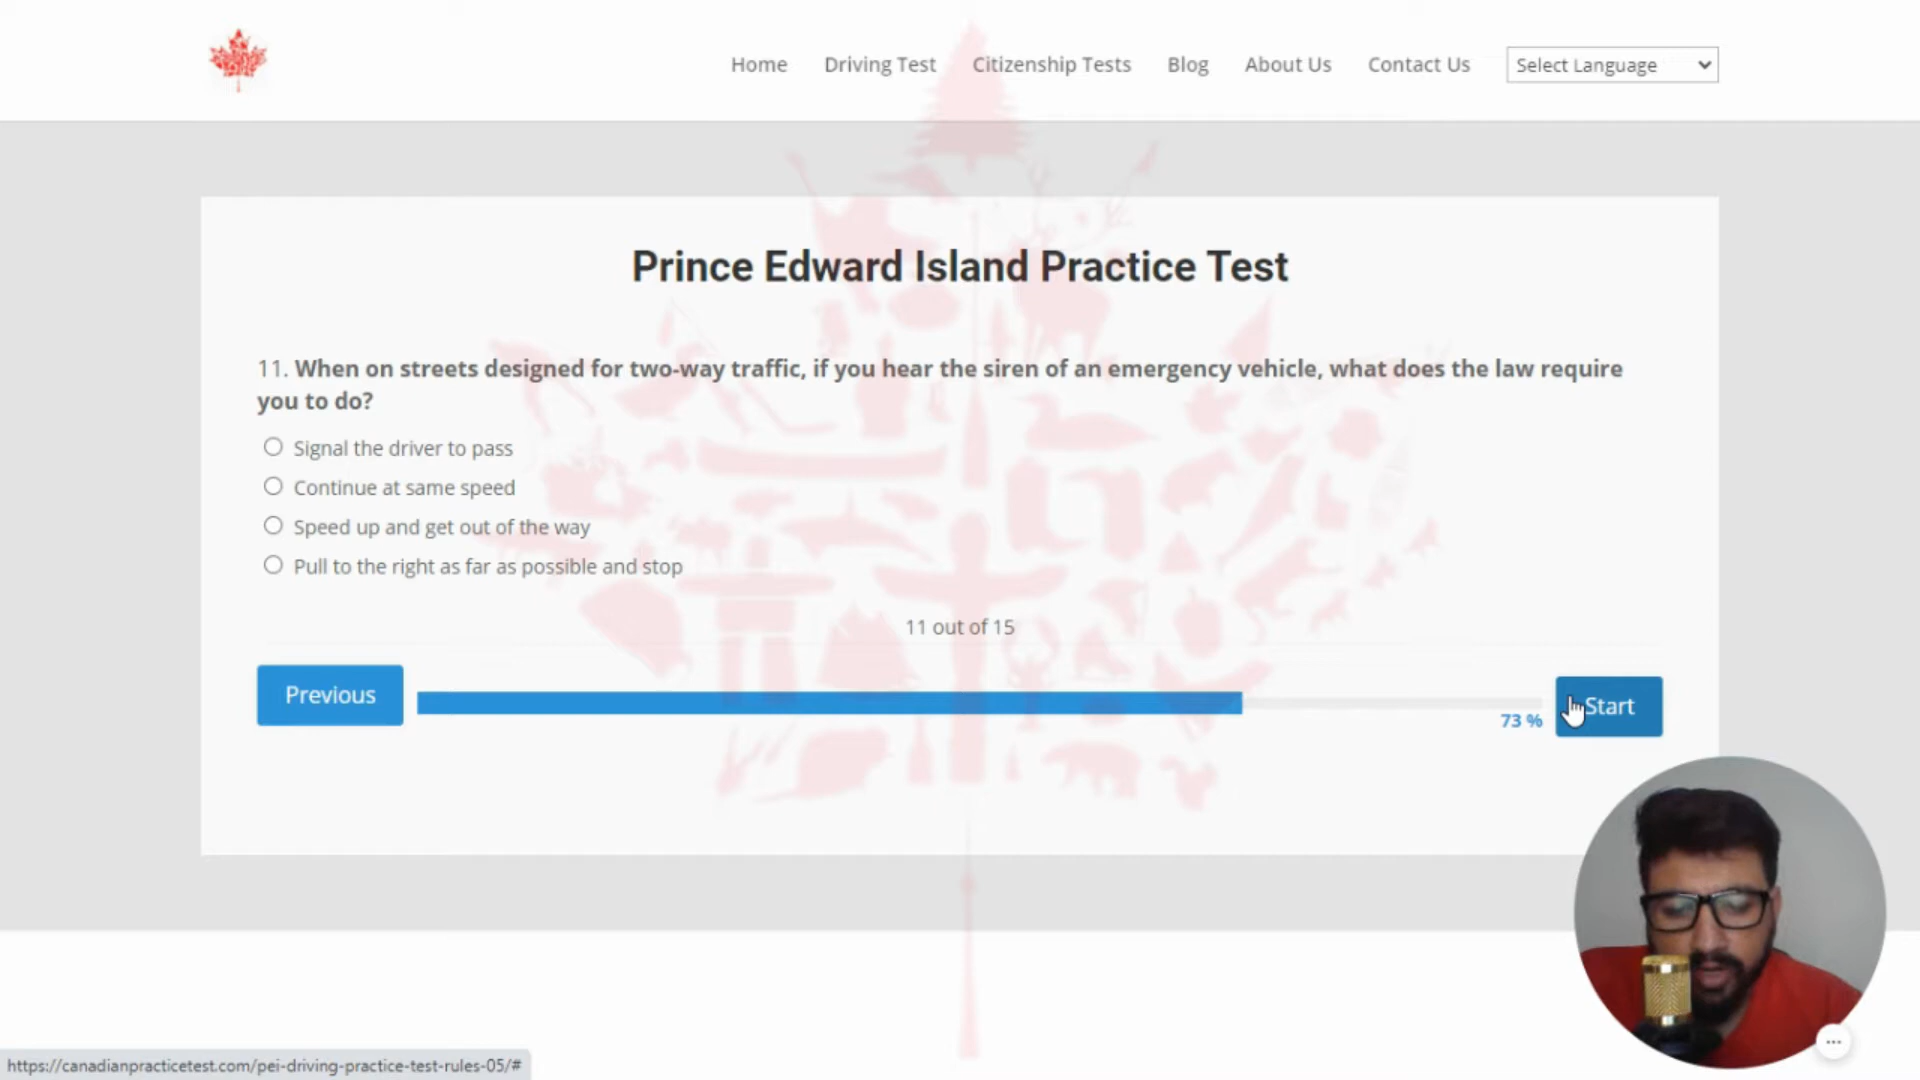 Home Driving Test Citizenship Tests Blog About Us Contact Us Select Language
Prince Edward Island Practice Test
11. When on streets designed for two-way traffic, if you hear the siren of an emergency vehicle, what does the law require
you to do?
Signal the driver to pass
Continue at same speed
Speed up and get out of the way
Pull to the right as far as possible and stop
11 out of 15
Previous
73 %
Start
https://canadianpracticetest.com/pei-driving-practice-test-rules-05/#